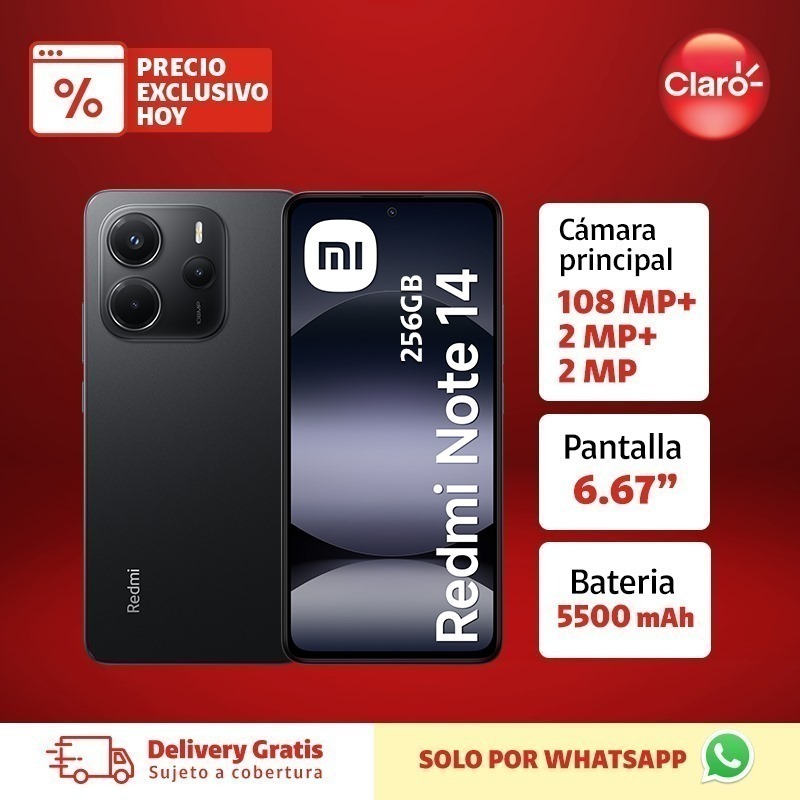 %
PRECIO
EXCLUSIVO
HOY
Claro
108MP
Redmi
mi
256GB
Redmi Note 14
Cámara
principal
108 MP+
2 MP+
2 MP
Pantalla
6.67”
Bateria
5500 mAh
Delivery Gratis
Sujeto a cobertura
SOLO POR WHATSAPP